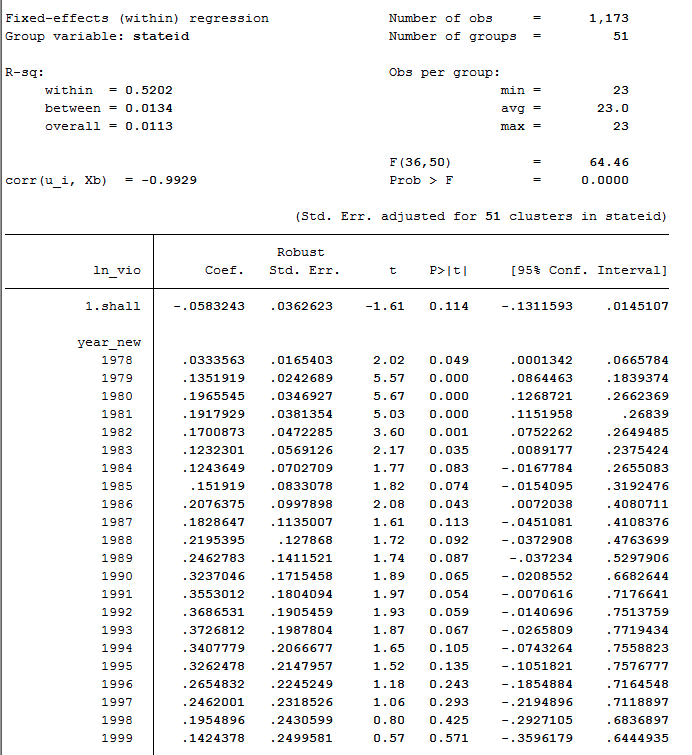 Fixed-effects (within) regression Number of obs = 1,173
Group variable: stateid Number of groups = 51
R-sq: Obs per group:
within = 0.5202 min = 23
between = 0.0134 avg = 23.0
overall = 0.0113 max = 23
F(36,50) = 64.46
corr(u_i, Xb) = -0.9929 Prob > F = 0.0000
(Std. Err. adjusted for 51 clusters in stateid)
Robust
ln_vio Coef. Std. Err. t P>|t| [95% Conf. Interval]
1.shall -.0583243 .0362623 -1.61 0.114 -.1311593 .0145107
year_new
1978 .0333563 .0165403 2.02 0.049 .0001342 .0665784
1979 .1351919 .0242689 5.57 0.000 .0864463 .1839374
1980 .1965545 .0346927 5.67 0.000 .1268721 .2662369
1981 .1917929 .0381354 5.03 0.000 .1151958 .26839
1982 .1700873 .0472285 3.60 0.001 .0752262 .2649485
1983 .1232301 .0569126 2.17 0.035 .0089177 .2375424
1984 .1243649 .0702709 1.77 0.083 -.0167784 .2655083
1985 .151919 .0833078 1.82 0.074 -.0154095 .3192476
1986 .2076375 .0997898 2.08 0.043 .0072038 .4080711
1987 .1828647 .1135007 1.61 0.113 -.0451081 .4108376
1988 .2195395 .127868 1.72 0.092 -.0372908 .4763699
1989 .2462783 .1411521 1.74 0.087 -.037234 .5297906
1990 .3237046 .1715458 1.89 0.065 -.0208552 .6682644
1991 .3553012 .1804094 1.97 0.054 -.0070616 .7176641
1992 .3686531 .1905459 1.93 0.059 -.0140696 .7513759
1993 .3726812 .1987804 1.87 0.067 -.0265809 .7719434
1994 .3407779 .2066677 1.65 0.105 -.0743264 .7558823
1995 .3262478 .2147957 1.52 0.135 -.1051821 .7576777
1996 .2654832 .2245249 1.18 0.243 -.1854884 .7164548
1997 .2462001 .2318526 1.06 0.293 -.2194896 .7118897
1998 .1954896 .2430599 0.80 0.425 -.2927105 .6836897
1999 .1424378 .2499581 0.57 0.571 -.3596179 .6444935